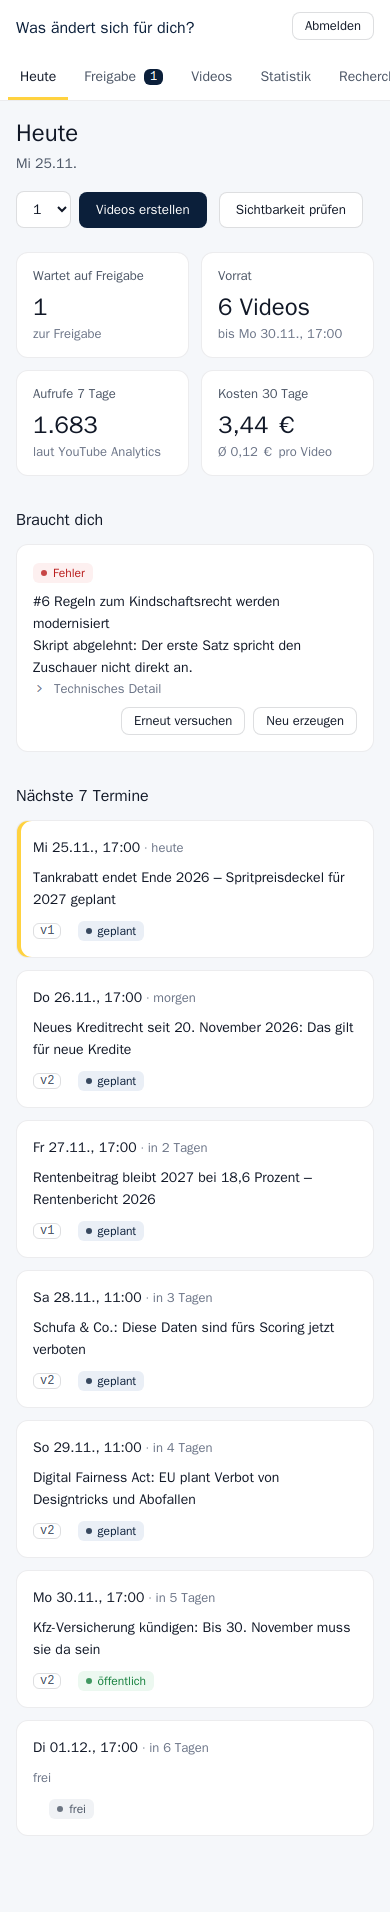 Was ändert sich für dich?
Abmelden
Heute
Freigabe 1
Videos
Statistik
Heute
Mi 25.11.
1
Videos erstellen
Sichtbarkeit prüfen
Wartet auf Freigabe
1
zur Freigabe
Vorrat
6 Videos
bis Mo 30.11., 17:00
Aufrufe 7 Tage
1.683
laut YouTube Analytics
Kosten 30 Tage
3,44 €
Ø 0,12 € pro Video
Braucht dich
Fehler
#6 Regeln zum Kindschaftsrecht werden
modernisiert
Skript abgelehnt: Der erste Satz spricht den
Zuschauer nicht direkt an.
Technisches Detail
Erneut versuchen
Neu erzeugen
Nächste 7 Termine
Mi 25.11., 17:00 · heute
Tankrabatt endet Ende 2026 – Spritpreisdeckel für
2027 geplant
v1
geplant
Do 26.11., 17:00 · morgen
Neues Kreditrecht seit 20. November 2026: Das gilt
für neue Kredite
v2
geplant
Fr 27.11., 17:00 · in 2 Tagen
Rentenbeitrag bleibt 2027 bei 18,6 Prozent –
Rentenbericht 2026
v1
geplant
Sa 28.11., 11:00 · in 3 Tagen
Schufa & Co.: Diese Daten sind fürs Scoring jetzt
verboten
v2
geplant
So 29.11., 11:00 · in 4 Tagen
Digital Fairness Act: EU plant Verbot von
Designtricks und Abofallen
v2
geplant
Mo 30.11., 17:00 · in 5 Tagen
Kfz-Versicherung kündigen: Bis 30. November muss
sie da sein
v2
öffentlich
Di 01.12., 17:00 · in 6 Tagen
frei
frei